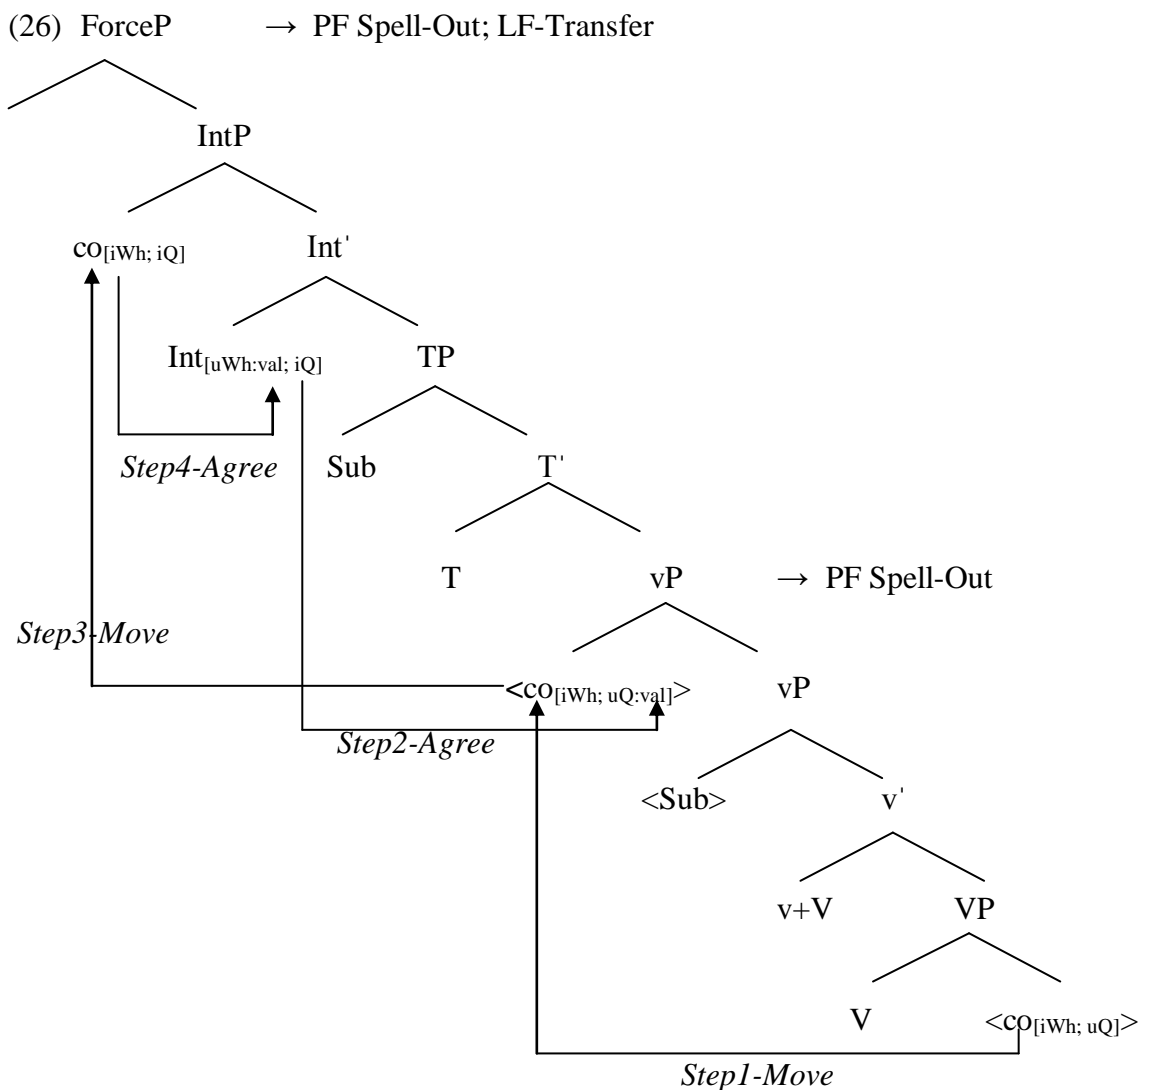 (26) ForceP → PF Spell-Out; LF-Transfer
IntP
co[iWh; iQ] Int'
Int[uWh:val; iQ] TP
Step4-Agree Sub T'
T vP → PF Spell-Out
Step3-Move
<co[iWh; uQ:val]> vP
Step2-Agree
<Sub> v'
v+V VP
V <co[iWh; uQ]>
Step1-Move